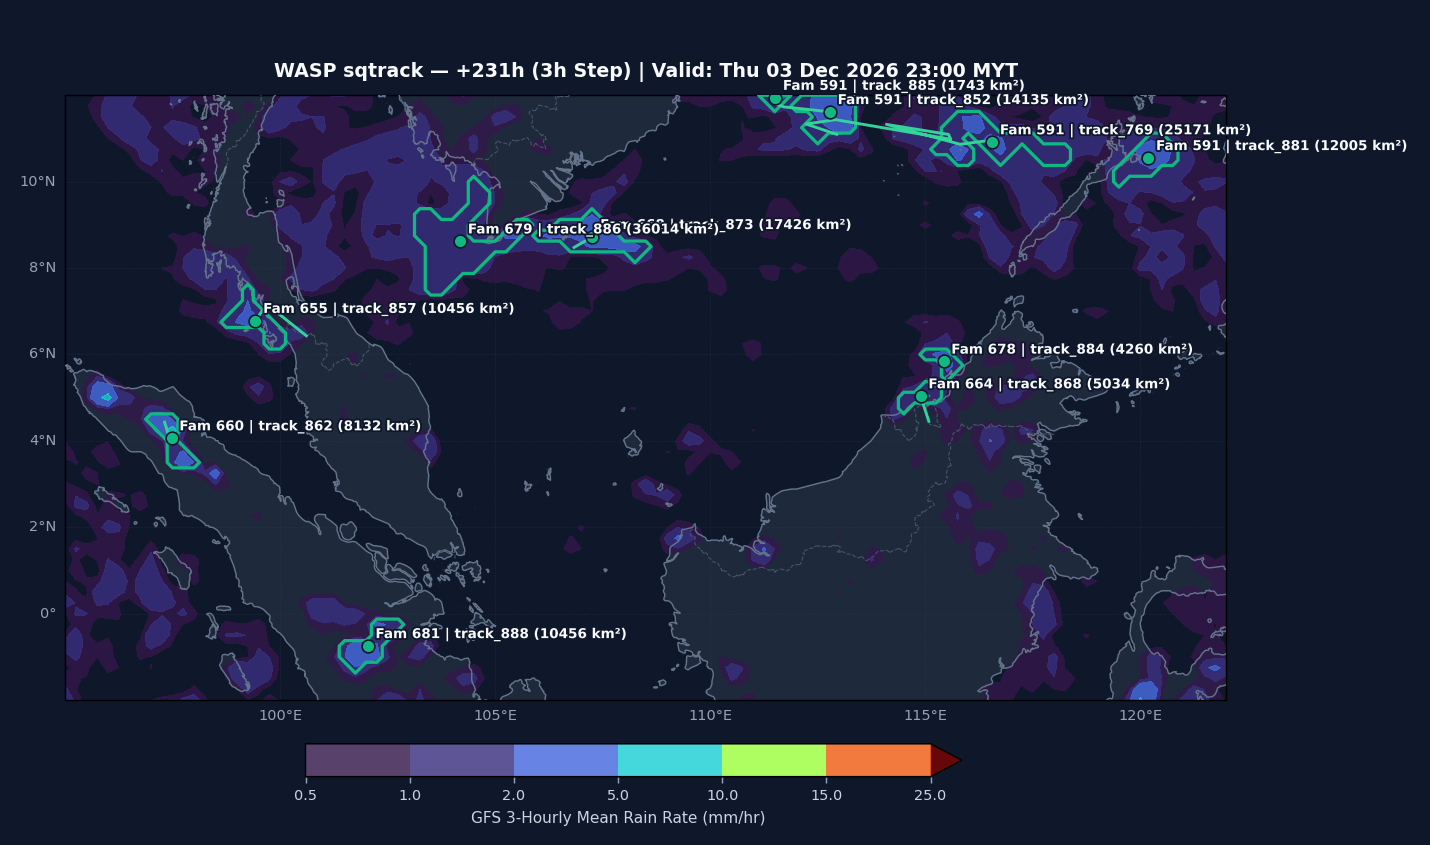 WASP sqtrack — +231h (3h Step) | Valid: Thu 03 Dec 2026 23:00 MYT
Fam 591 | track_885 (1743 km²)
Fam 591 | track_852 (14135 km²)
Fam 591 | track_769 (25171 km²)
Fam 591 | track_881 (12005 km²)
10°N
_873 (17426 km²)
Fam 679 | track_886 (36014 km²)
8°N
Fam 655 | track_857 (10456 km²)
6°N
Fam 678 | track_884 (4260 km²)
Fam 664 | track_868 (5034 km²)
Fam 660 | track_862 (8132 km²)
4°N
2°N
0°
Fam 681 | track_888 (10456 km²)
100°E 105°E 110°E 115°E 120°E
0.5 1.0 2.0 5.0 10.0 15.0 25.0
GFS 3-Hourly Mean Rain Rate (mm/hr)